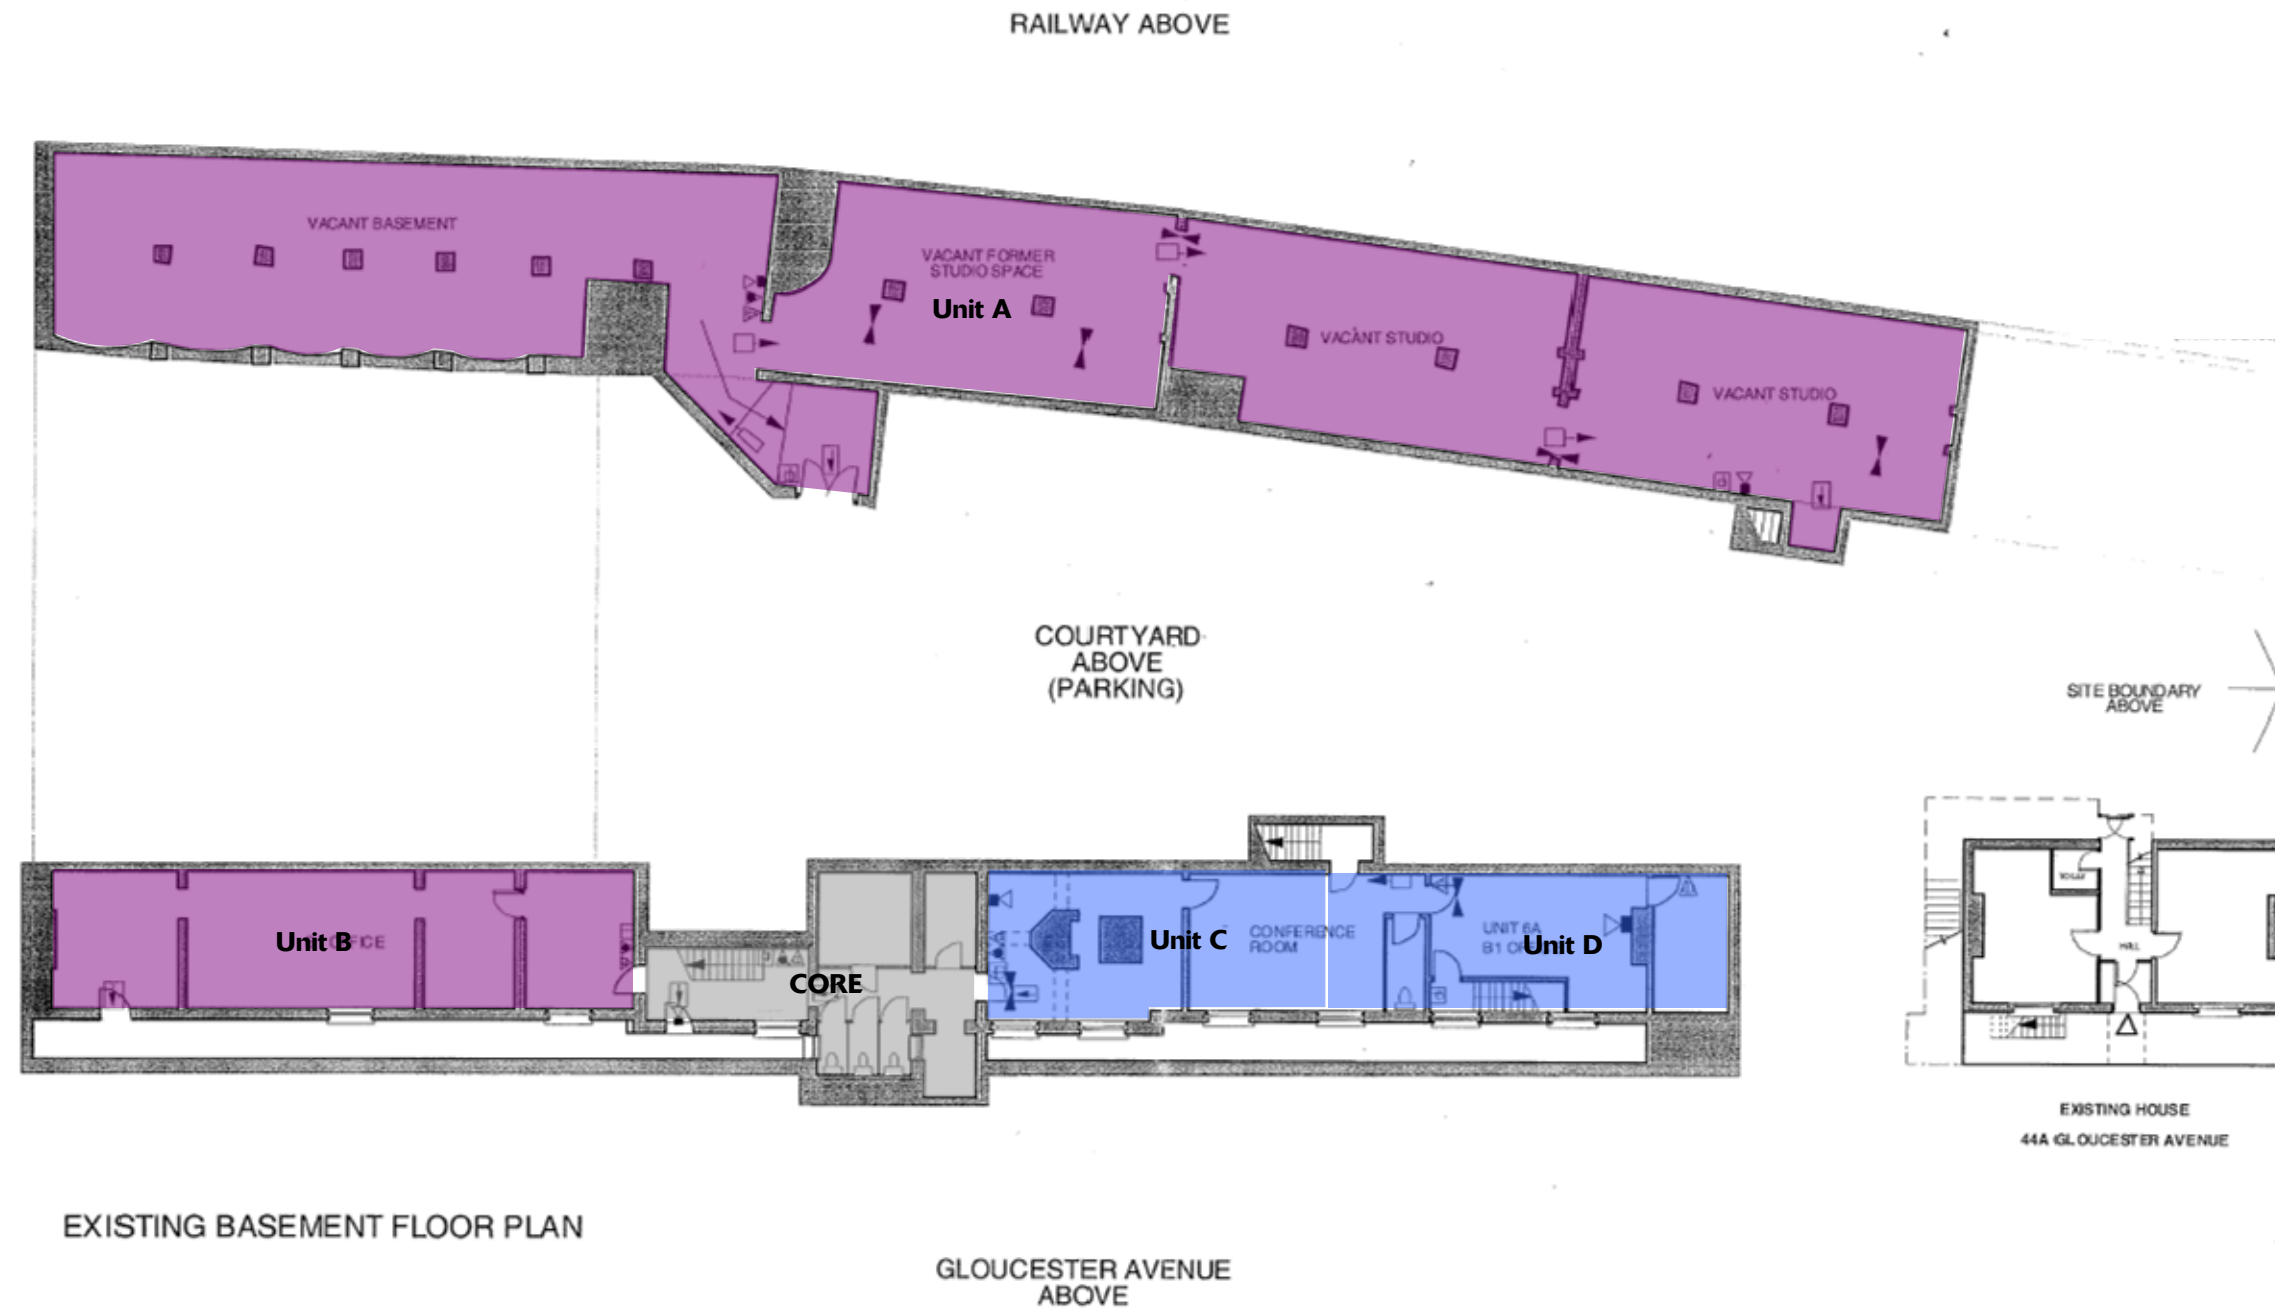 RAILWAY ABOVE
VACANT BASEMENT
VACANT FORMER
STUDIO SPACE
Unit A
VACANT STUDIO
VACANT STUDIO
COURTYARD
ABOVE
(PARKING)
SITE BOUNDARY
ABOVE
Unit B
CORE
Unit C
CONFERENCE
ROOM
UNIT 6A
B1
Unit D
HALL
EXISTING HOUSE
44A GLOUCESTER AVENUE
EXISTING BASEMENT FLOOR PLAN
GLOUCESTER AVENUE
ABOVE